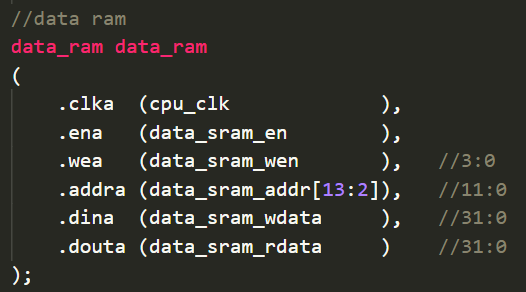 //data ram
data_ram data_ram
(
    .clka  (cpu_clk            ),
    .ena   (data_sram_en       ),
    .wea   (data_sram_wen      ),   //3:0
    .addra (data_sram_addr[13:2]),   //11:0
    .dina  (data_sram_wdata    ),   //31:0
    .douta (data_sram_rdata    )    //31:0
);